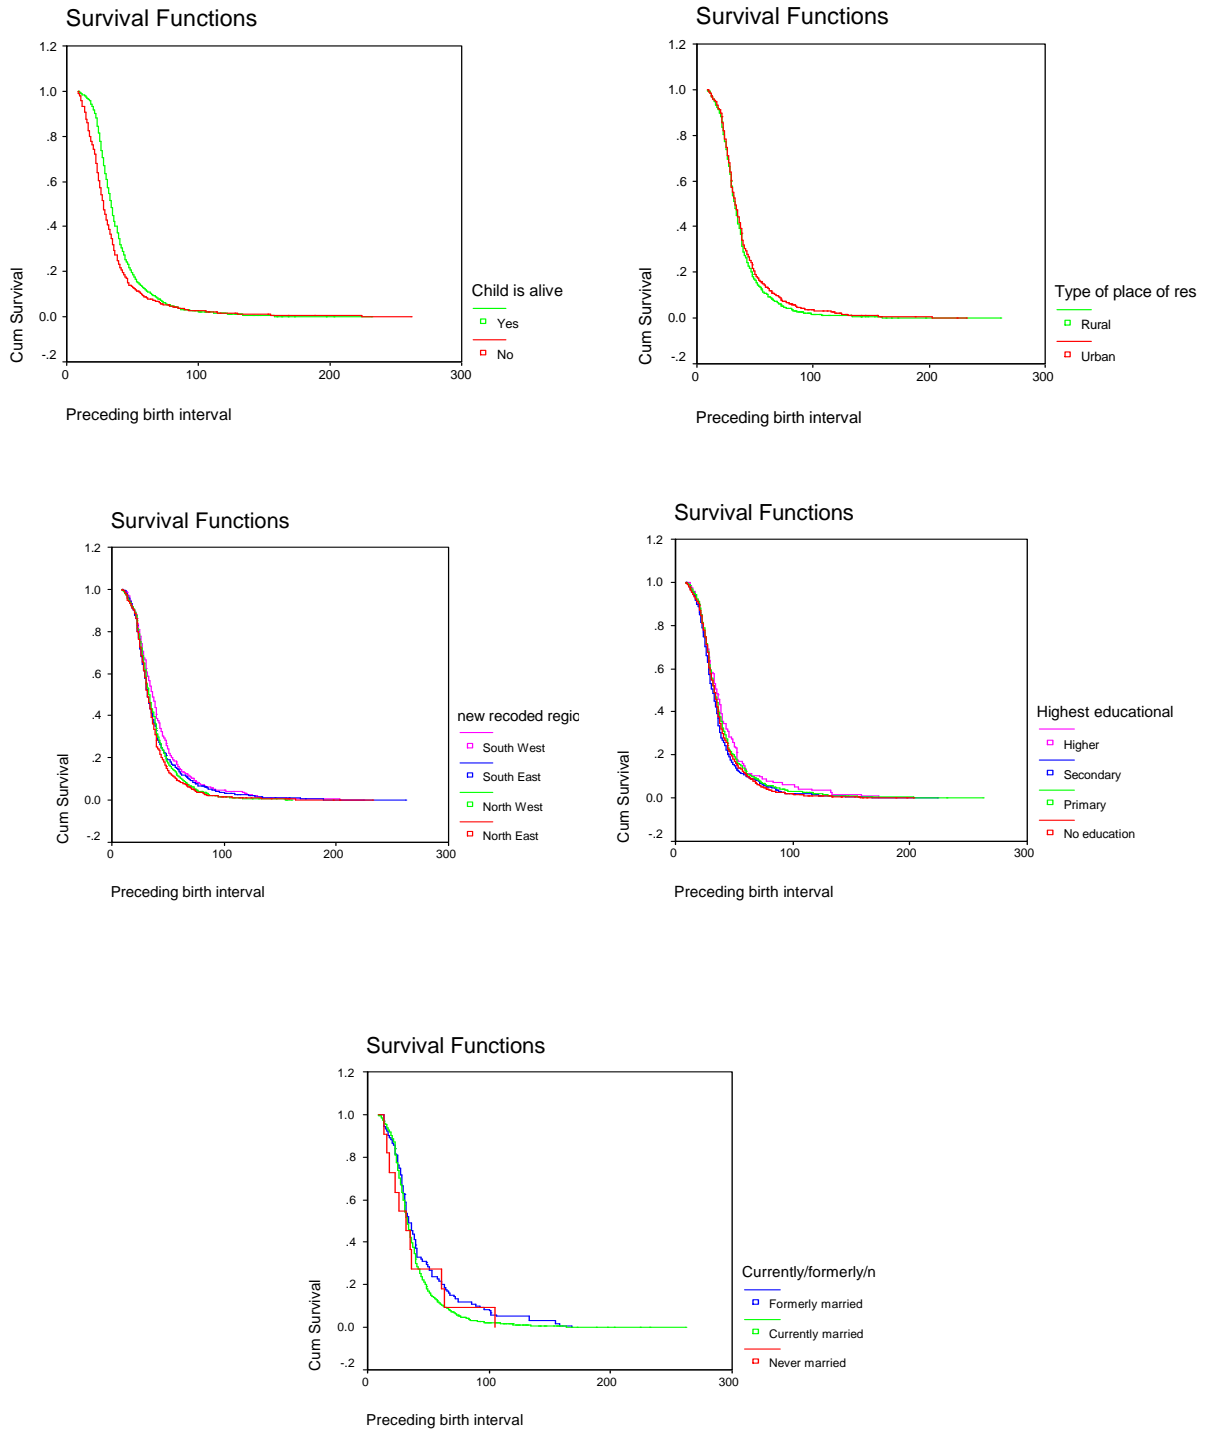 Survival Functions
1.2
1.0
.8
.6
.4
.2
0.0
-.2
Cum Survival
0
100
200
300
Preceding birth interval
Child is alive
Yes
No
Survival Functions
1.2
1.0
.8
.6
.4
.2
0.0
-.2
Cum Survival
0
100
200
300
Preceding birth interval
Type of place of res
Rural
Urban
Survival Functions
1.2
1.0
.8
.6
.4
.2
0.0
-.2
Cum Survival
0
100
200
300
Preceding birth interval
new recoded regic
South West
South East
North West
North East
Survival Functions
1.2
1.0
.8
.6
.4
.2
0.0
-.2
Cum Survival
0
100
200
300
Preceding birth interval
Highest educational
Higher
Secondary
Primary
No education
Survival Functions
1.2
1.0
.8
.6
.4
.2
0.0
-.2
Cum Survival
0
100
200
300
Preceding birth interval
Currently/formerly/n
Formerly married
Currently married
Never married